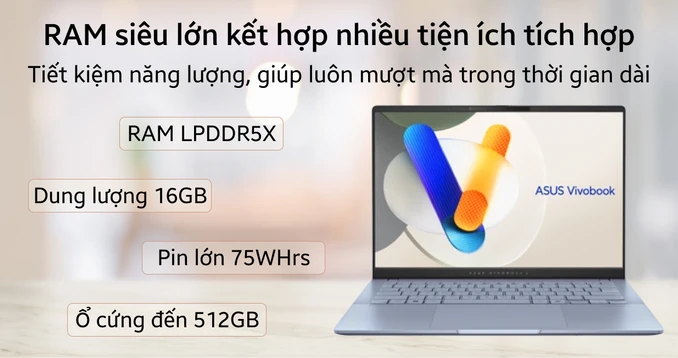 RAM siêu lớn kết hợp nhiều tiện ích tích hợp
Tiết kiệm năng lượng, giúp luôn mượt mà trong thời gian dài
RAM LPDDR5X
Dung lượng 16GB
Pin lớn 75WHrs
Ổ cứng đến 512GB
ASUS Vivobook